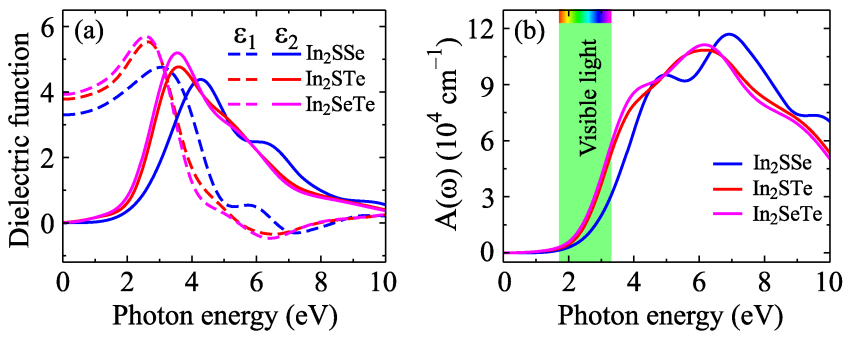 (a)
ε1 ε2
In2SSe
In2STe
In2SeTe
Dielectric function
6
4
2
0
0 2 4 6 8 10
Photon energy (eV)
(b)
Visible light
In2SSe
In2STe
In2SeTe
A(ω) (10⁴ cm⁻¹)
12
9
6
3
0
0 2 4 6 8 10
Photon energy (eV)